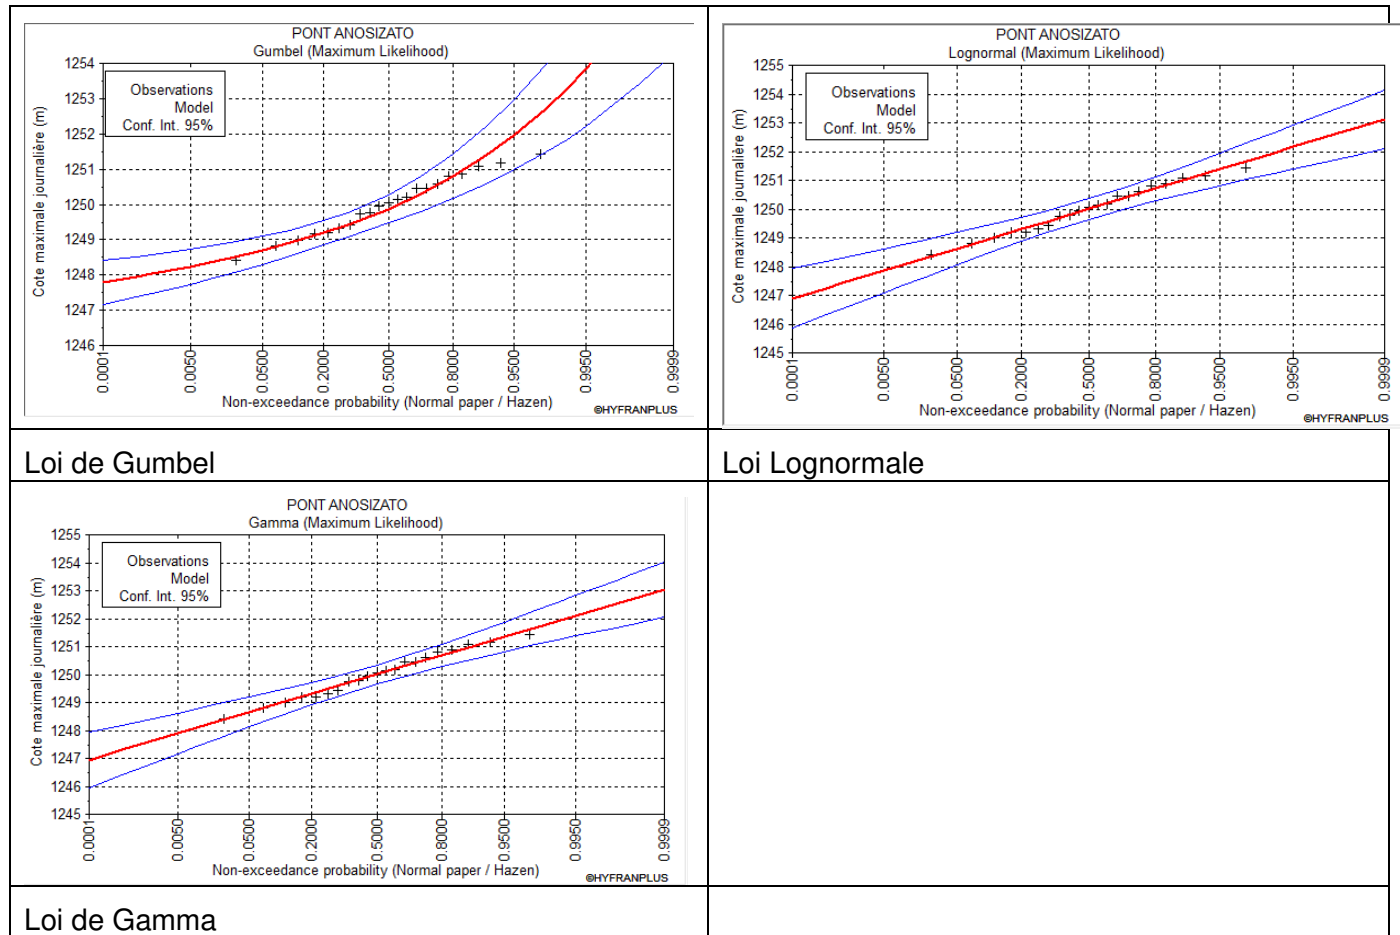 PONT ANOSIZATO
Gumbel (Maximum Likelihood)
Cote maximale journalière (m)
1254
1253
1252
1251
1250
1249
1248
1247
1246
Observations
Model
Conf. Int. 95%
0.0001
0.0050
0.0500
0.2000
0.5000
0.8000
0.9500
0.9950
0.9999
Non-exceedance probability (Normal paper / Hazen)
©HYFRANPLUS
Loi de Gumbel
PONT ANOSIZATO
Lognormal (Maximum Likelihood)
Cote maximale journalière (m)
1255
1254
1253
1252
1251
1250
1249
1248
1247
1246
1245
Observations
Model
Conf. Int. 95%
0.0001
0.0050
0.0500
0.2000
0.5000
0.8000
0.9500
0.9950
0.9999
Non-exceedance probability (Normal paper / Hazen)
©HYFRANPLUS
Loi Lognormale
PONT ANOSIZATO
Gamma (Maximum Likelihood)
Cote maximale journalière (m)
1255
1254
1253
1252
1251
1250
1249
1248
1247
1246
1245
Observations
Model
Conf. Int. 95%
0.0001
0.0050
0.0500
0.2000
0.5000
0.8000
0.9500
0.9950
0.9999
Non-exceedance probability (Normal paper / Hazen)
©HYFRANPLUS
Loi de Gamma